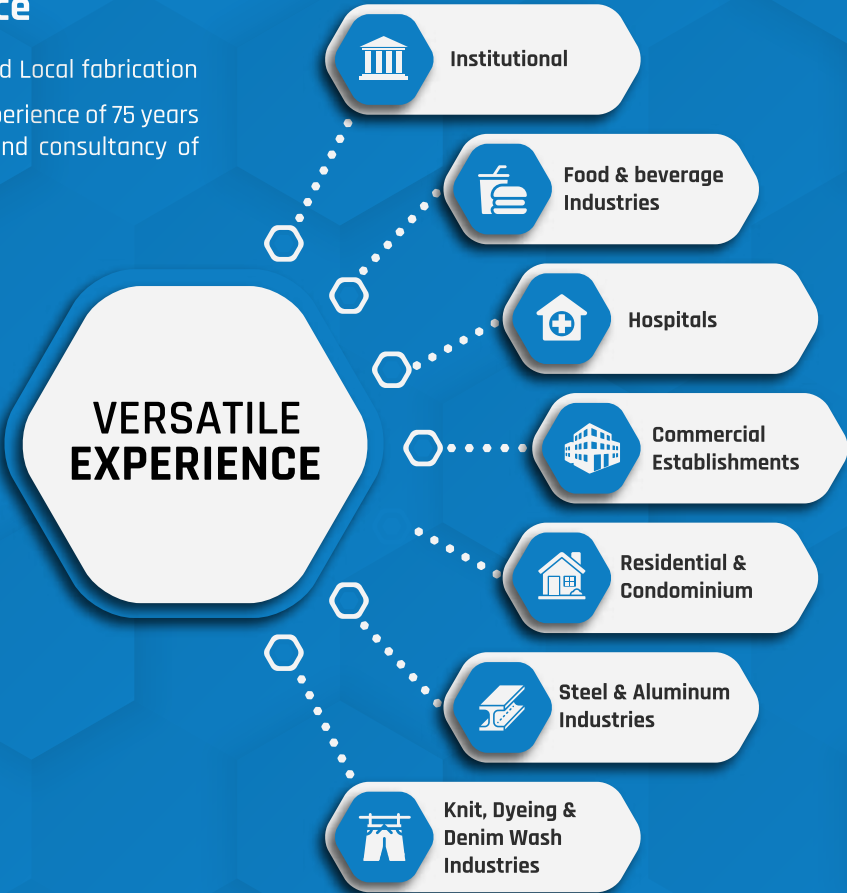 ce
d Local fabrication
perience of 75 years
nd consultancy of
Institutional
Food & beverage
Industries
Hospitals
VERSATILE
EXPERIENCE
Commercial
Establishments
Residential &
Condominium
Steel & Aluminum
Industries
Knit, Dyeing &
Denim Wash
Industries